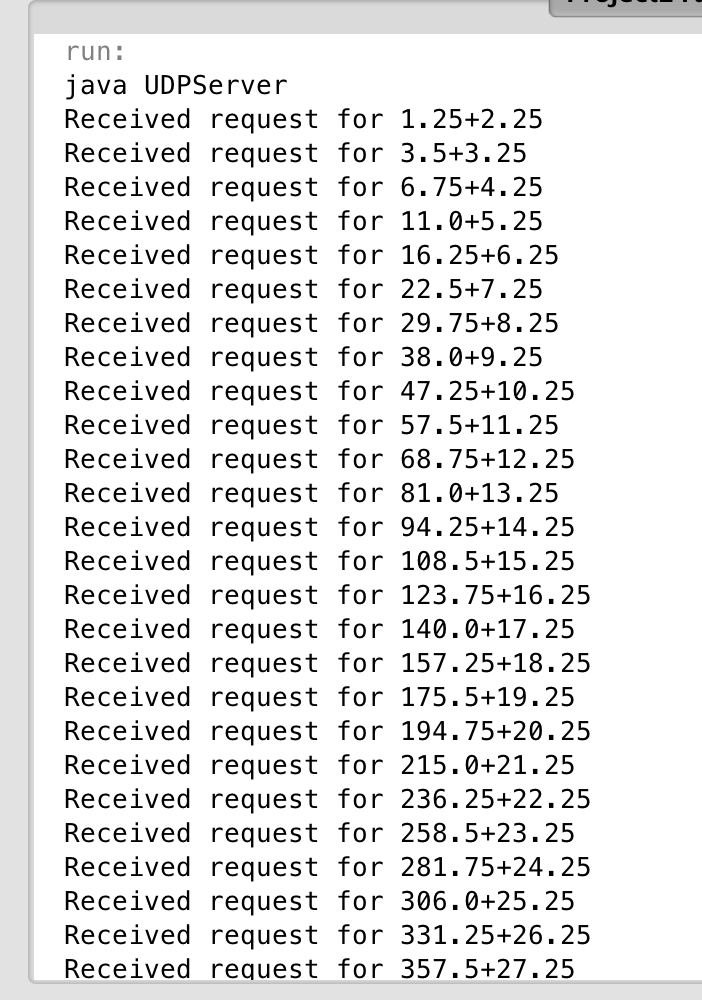 run:
java UDPServer
Received request for 1.25+2.25
Received request for 3.5+3.25
Received request for 6.75+4.25
Received request for 11.0+5.25
Received request for 16.25+6.25
Received request for 22.5+7.25
Received request for 29.75+8.25
Received request for 38.0+9.25
Received request for 47.25+10.25
Received request for 57.5+11.25
Received request for 68.75+12.25
Received request for 81.0+13.25
Received request for 94.25+14.25
Received request for 108.5+15.25
Received request for 123.75+16.25
Received request for 140.0+17.25
Received request for 157.25+18.25
Received request for 175.5+19.25
Received request for 194.75+20.25
Received request for 215.0+21.25
Received request for 236.25+22.25
Received request for 258.5+23.25
Received request for 281.75+24.25
Received request for 306.0+25.25
Received request for 331.25+26.25
Received request for 357.5+27.25